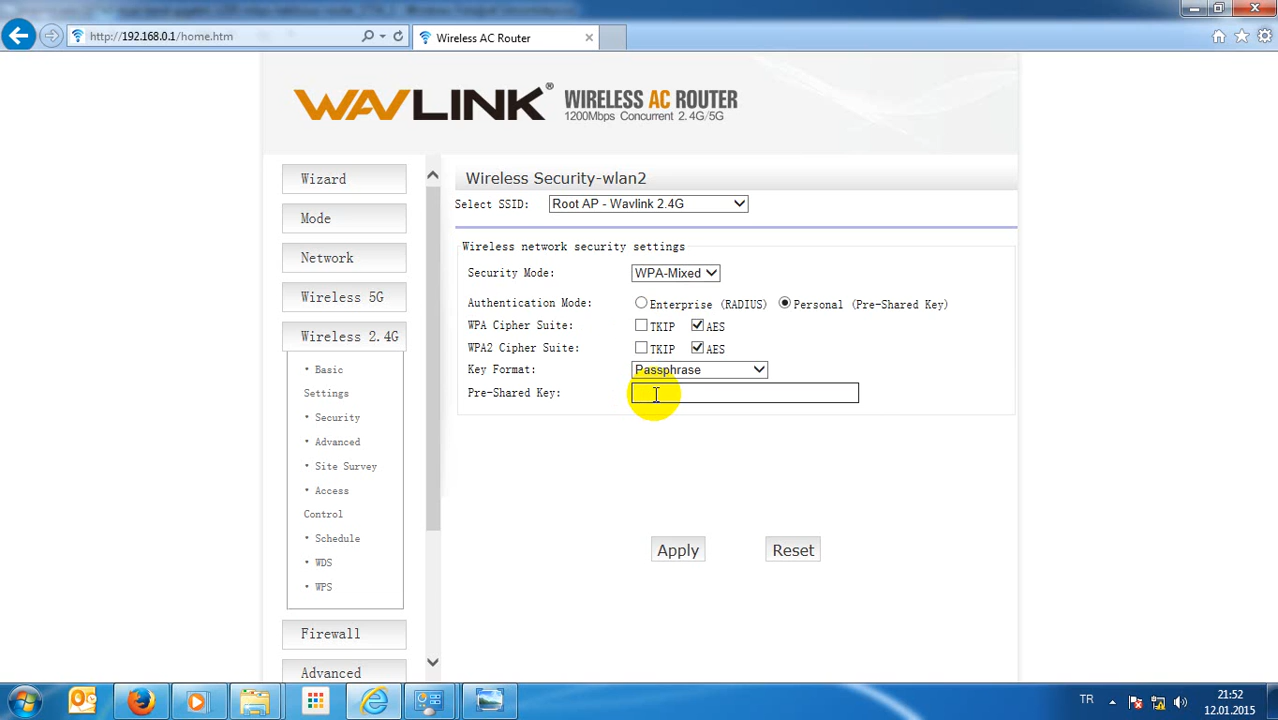 http://192.168.0.1/home.htm
Wireless AC Router
WAVLINK®
WIRELESS AC ROUTER
1200Mbps Concurrent 2.4G/5G
Wizard
Mode
Network
Wireless 5G
Wireless 2.4G
• Basic
Settings
• Security
• Advanced
• Site Survey
• Access
Control
• Schedule
• WDS
• WPS
Firewall
Advanced
Wireless Security-wlan2
Select SSID: Root AP - Wavlink 2.4G
Wireless network security settings
Security Mode: WPA-Mixed
Authentication Mode: Enterprise (RADIUS) Personal (Pre-Shared Key)
WPA Cipher Suite: TKIP AES
WPA2 Cipher Suite: TKIP AES
Key Format: Passphrase
Pre-Shared Key:
Apply Reset
TR
21:52
12.01.2015